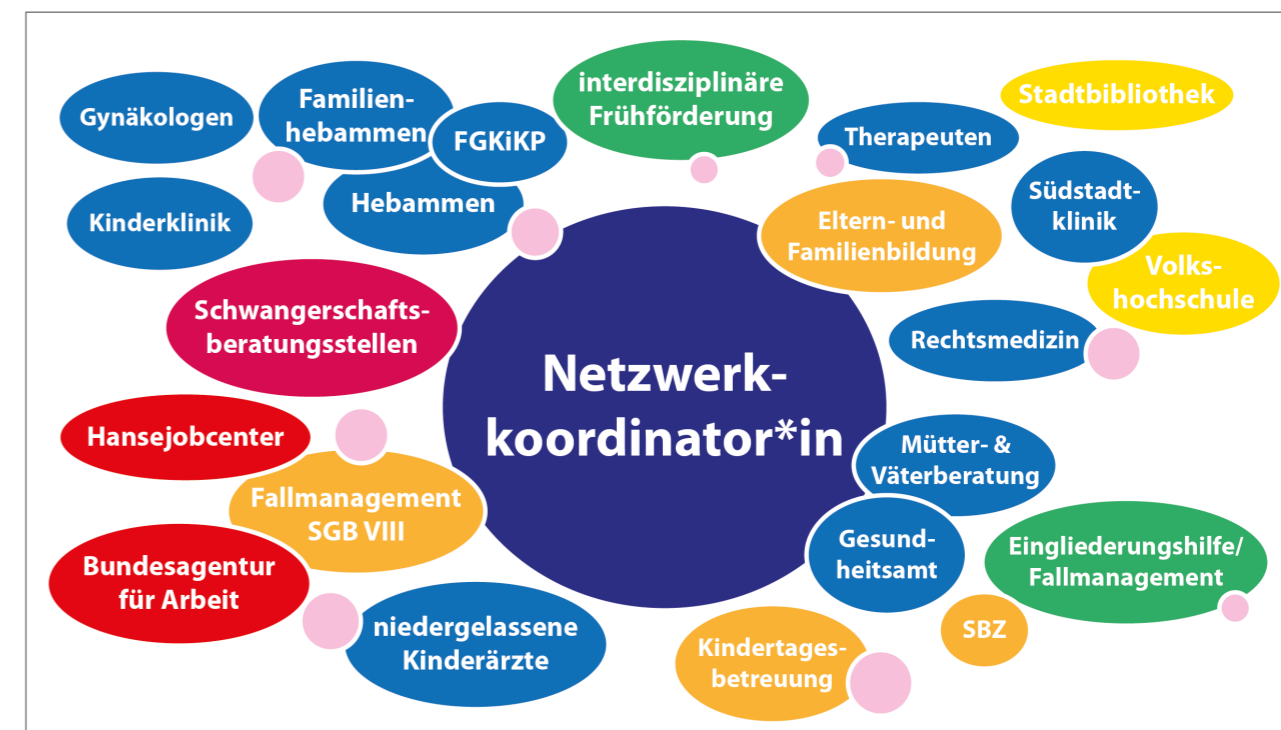 Gynäkologen
Familien-
hebammen
FGKiKP
interdisziplinäre
Frühförderung
Therapeuten
Stadtbibliothek
Kinderklinik
Hebammen
Eltern- und
Familienbildung
Südstadt-
klinik
Volks-
hochschule
Schwangerschafts-
beratungsstellen
Rechtsmedizin
Netzwerk-
koordinator*in
Hansejobcenter
Mütter- &
Väterberatung
Fallmanagement
SGB VIII
Gesund-
heitsamt
Eingliederungshilfe/
Fallmanagement
Bundesagentur
für Arbeit
niedergelassene
Kinderärzte
Kindertages-
betreuung
SBZ